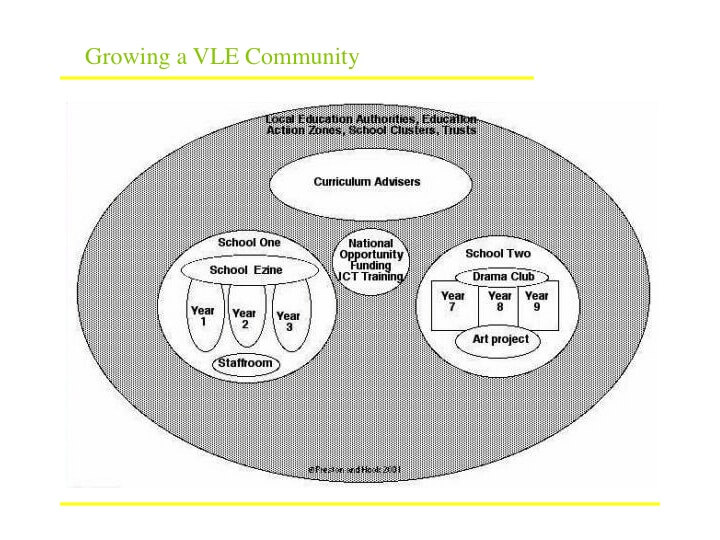 Growing a VLE Community
Local Education Authorities, Education
Action Zones, School Clusters, Trusts
Curriculum Advisers
National
Opportunity
Funding
ICT Training
School One
School Ezine
Year
1
Year
2
Year
3
Staffroom
School Two
Drama Club
Year
7
Year
8
Year
9
Art project
©Preston and Hook 2001